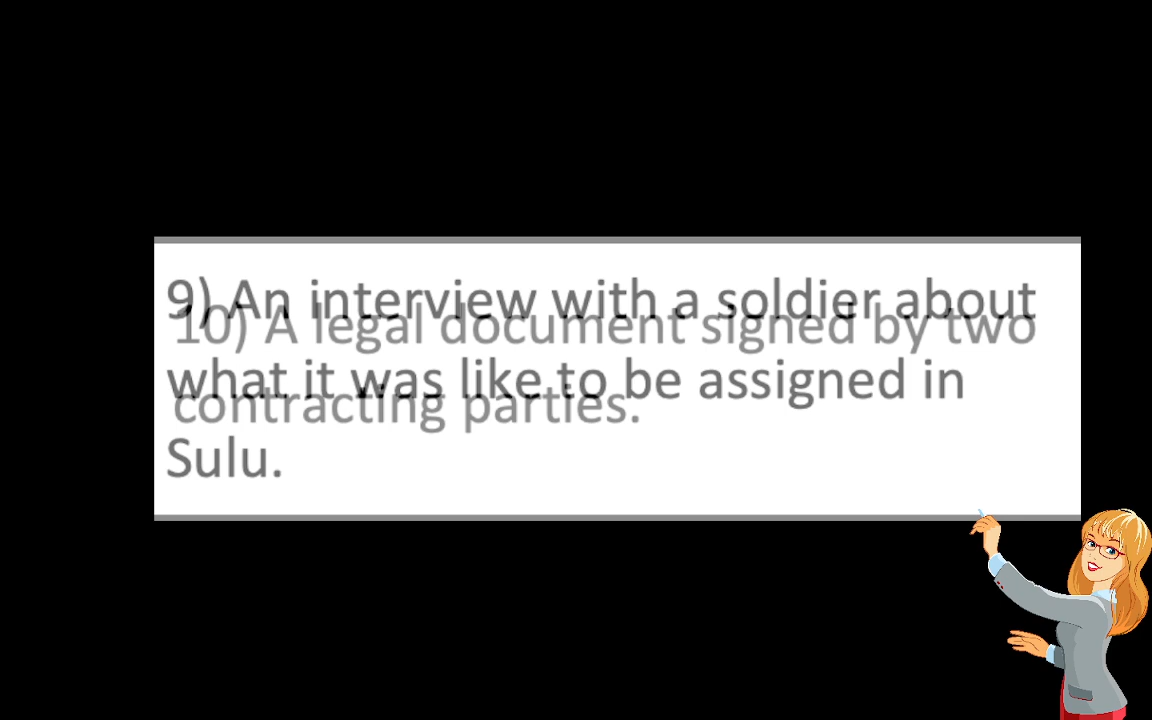 9) An interview with a soldier about
what it was like to be assigned in
Sulu.
10) A legal document signed by two
contracting parties.